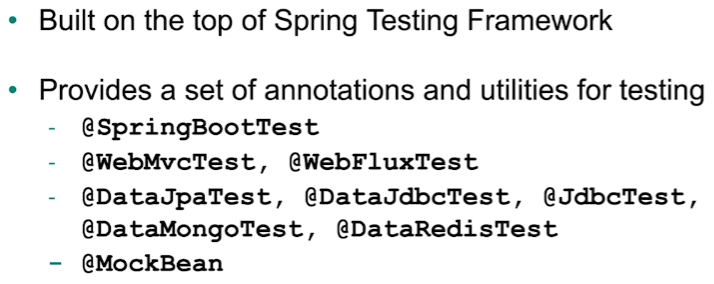 • Built on the top of Spring Testing Framework
• Provides a set of annotations and utilities for testing
- @SpringBootTest
- @WebMvcTest, @WebFluxTest
- @DataJpaTest, @DataJdbcTest, @JdbcTest,
@DataMongoTest, @DataRedisTest
– @MockBean